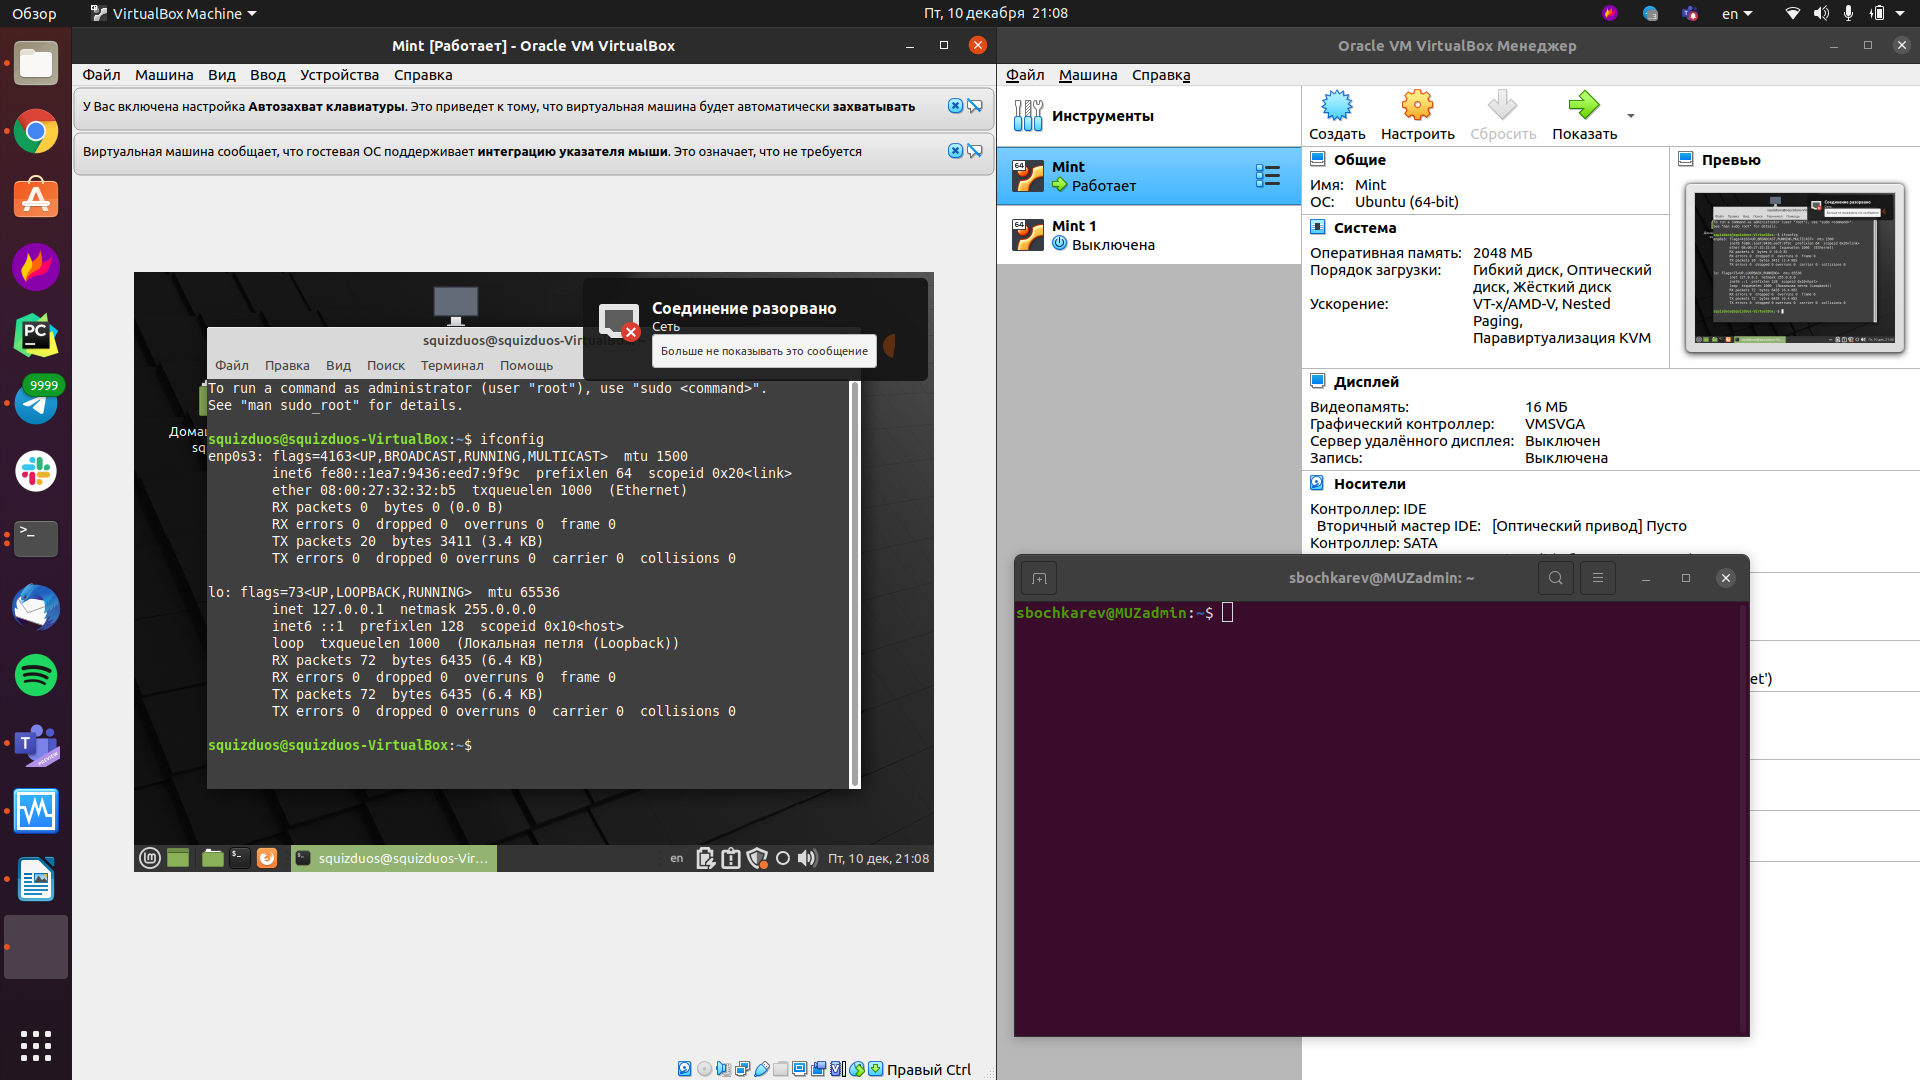 Обзор
VirtualBox Machine
Пт, 10 декабря 21:08
en
Mint [Работает] - Oracle VM VirtualBox
Файл Машина Вид Ввод Устройства Справка
У Вас включена настройка Автозахват клавиатуры. Это приведет к тому, что виртуальная машина будет автоматически захватывать
Виртуальная машина сообщает, что гостевая ОС поддерживает интеграцию указателя мыши. Это означает, что не требуется
9999
Соединение разорвано
Сеть
Больше не показывать это сообщение
squizduos@squizduos-VirtualBo
Файл Правка Вид Поиск Терминал Помощь
Домаш
sq
To run a command as administrator (user "root"), use "sudo <command>".
See "man sudo_root" for details.
squizduos@squizduos-VirtualBox:~$ ifconfig
enp0s3: flags=4163<UP,BROADCAST,RUNNING,MULTICAST>  mtu 1500
inet6 fe80::1ea7:9436:eed7:9f9c  prefixlen 64  scopeid 0x20<link>
ether 08:00:27:32:32:b5  txqueuelen 1000  (Ethernet)
RX packets 0  bytes 0 (0.0 B)
RX errors 0  dropped 0  overruns 0  frame 0
TX packets 20  bytes 3411 (3.4 KB)
TX errors 0  dropped 0 overruns 0  carrier 0  collisions 0
lo: flags=73<UP,LOOPBACK,RUNNING>  mtu 65536
inet 127.0.0.1  netmask 255.0.0.0
inet6 ::1  prefixlen 128  scopeid 0x10<host>
loop  txqueuelen 1000  (Локальная петля (Loopback))
RX packets 72  bytes 6435 (6.4 KB)
RX errors 0  dropped 0  overruns 0  frame 0
TX packets 72  bytes 6435 (6.4 KB)
TX errors 0  dropped 0 overruns 0  carrier 0  collisions 0
squizduos@squizduos-VirtualBox:~$
squizduos@squizduos-Vir...
en
Пт, 10 дек, 21:08
Правый Ctrl
Oracle VM VirtualBox Менеджер
Файл Машина Справка
Инструменты
Создать Настроить Сбросить Показать
64
Mint
Работает
64
Mint 1
Выключена
Общие
Имя: Mint
ОС: Ubuntu (64-bit)
Превью
Система
Оперативная память: 2048 МБ
Порядок загрузки: Гибкий диск, Оптический
диск, Жёсткий диск
Ускорение: VT-x/AMD-V, Nested
Paging,
Паравиртуализация KVM
Дисплей
Видеопамять: 16 МБ
Графический контроллер: VMSVGA
Сервер удалённого дисплея: Выключен
Запись: Выключена
Носители
Контроллер: IDE
Вторичный мастер IDE: [Оптический привод] Пусто
Контроллер: SATA
sbochkarev@MUZadmin: ~
sbochkarev@MUZadmin:~$
et')